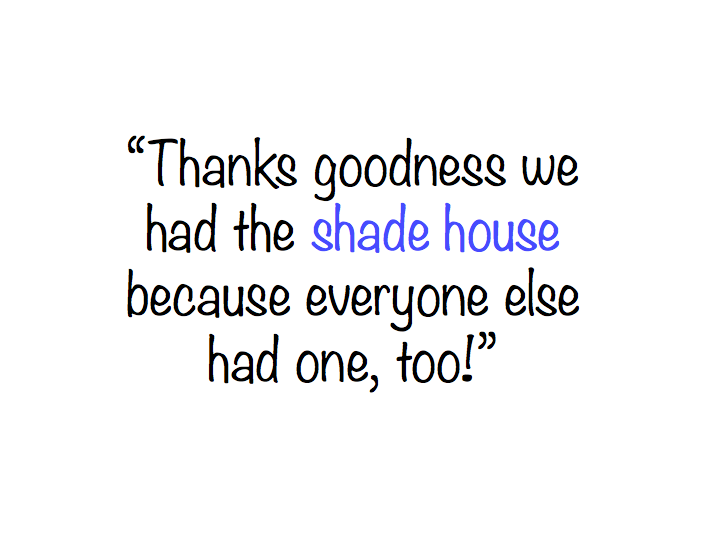 “Thanks goodness we
had the shade house
because everyone else
had one, too!”